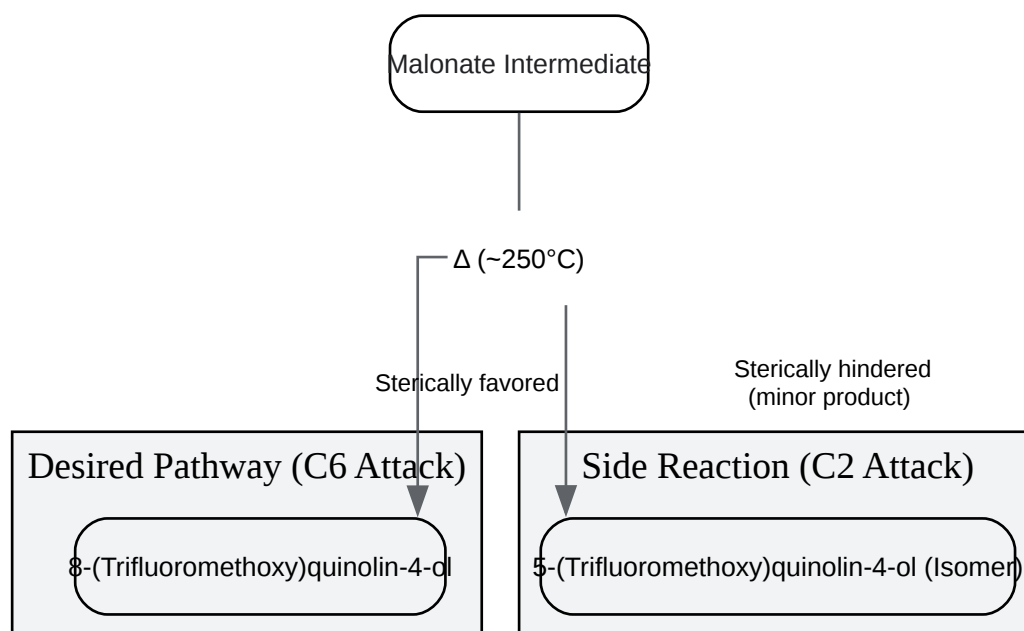 Malonate Intermediate
Δ (~250°C)
Sterically favored
Sterically hindered
(minor product)
Desired Pathway (C6 Attack)
Side Reaction (C2 Attack)
8-(Trifluoromethoxy)quinolin-4-ol
5-(Trifluoromethoxy)quinolin-4-ol (Isomer)